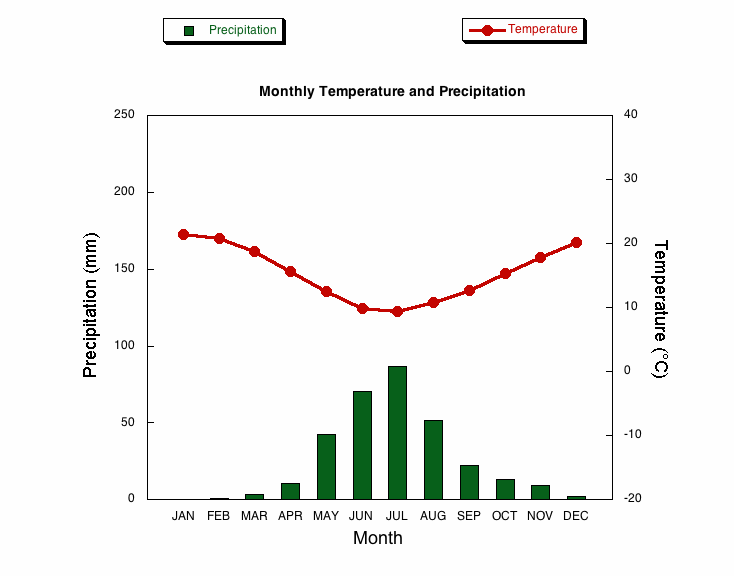 Precipitation
Temperature
Monthly Temperature and Precipitation
250
200
150
100
50
0
Precipitation (mm)
40
30
20
10
0
-10
-20
Temperature (°C)
JAN FEB MAR APR MAY JUN JUL AUG SEP OCT NOV DEC
Month